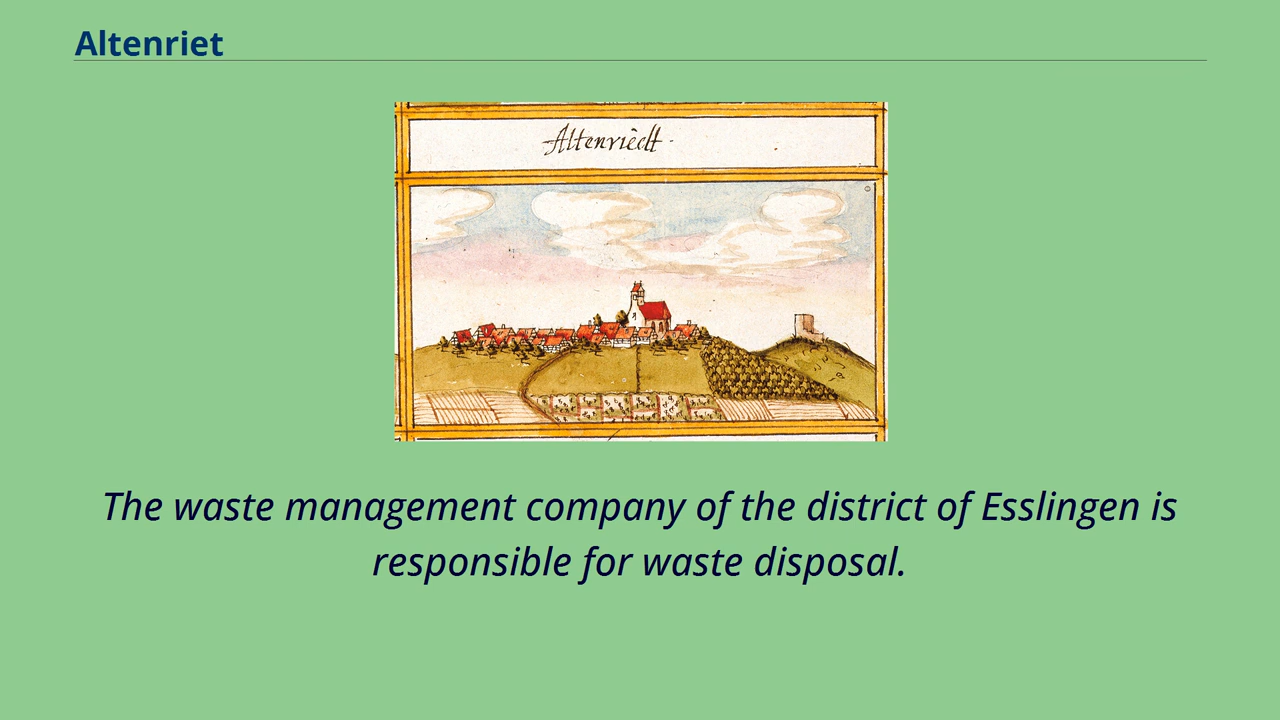 Altenriet
Altenriedt.
The waste management company of the district of Esslingen is
responsible for waste disposal.